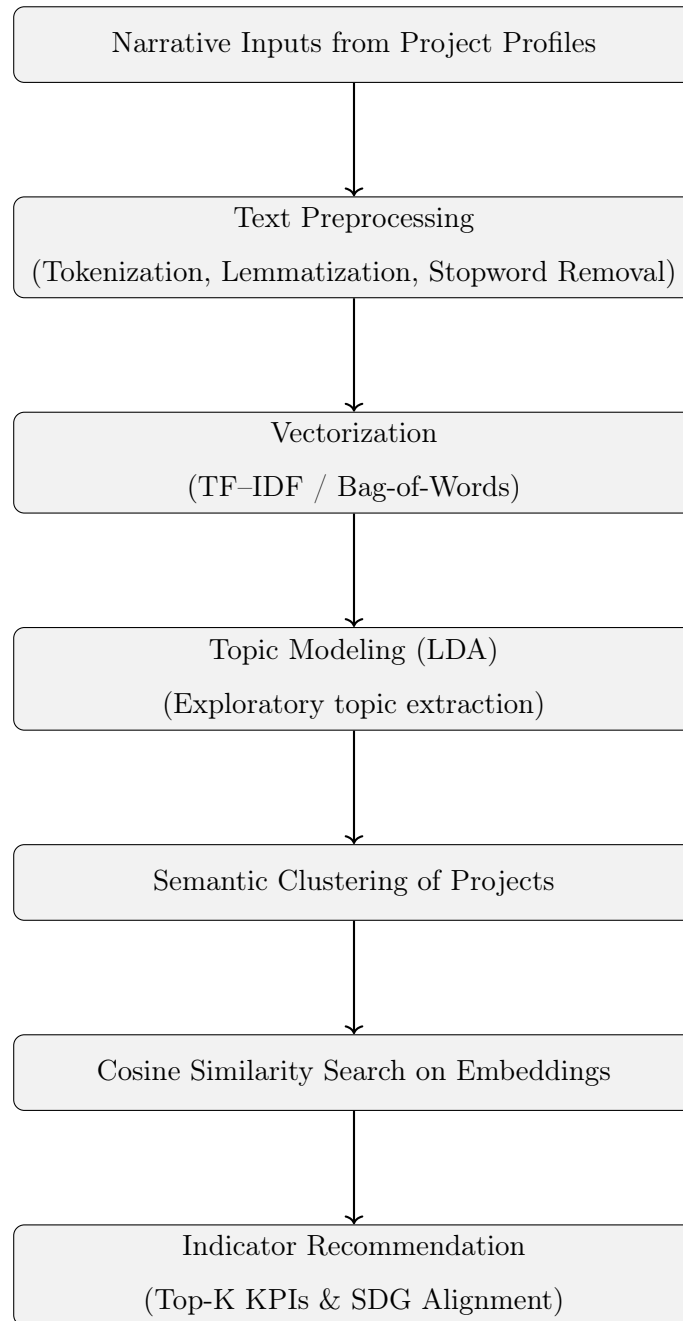 Narrative Inputs from Project Profiles
Text Preprocessing
(Tokenization, Lemmatization, Stopword Removal)
Vectorization
(TF–IDF / Bag-of-Words)
Topic Modeling (LDA)
(Exploratory topic extraction)
Semantic Clustering of Projects
Cosine Similarity Search on Embeddings
Indicator Recommendation
(Top-K KPIs & SDG Alignment)